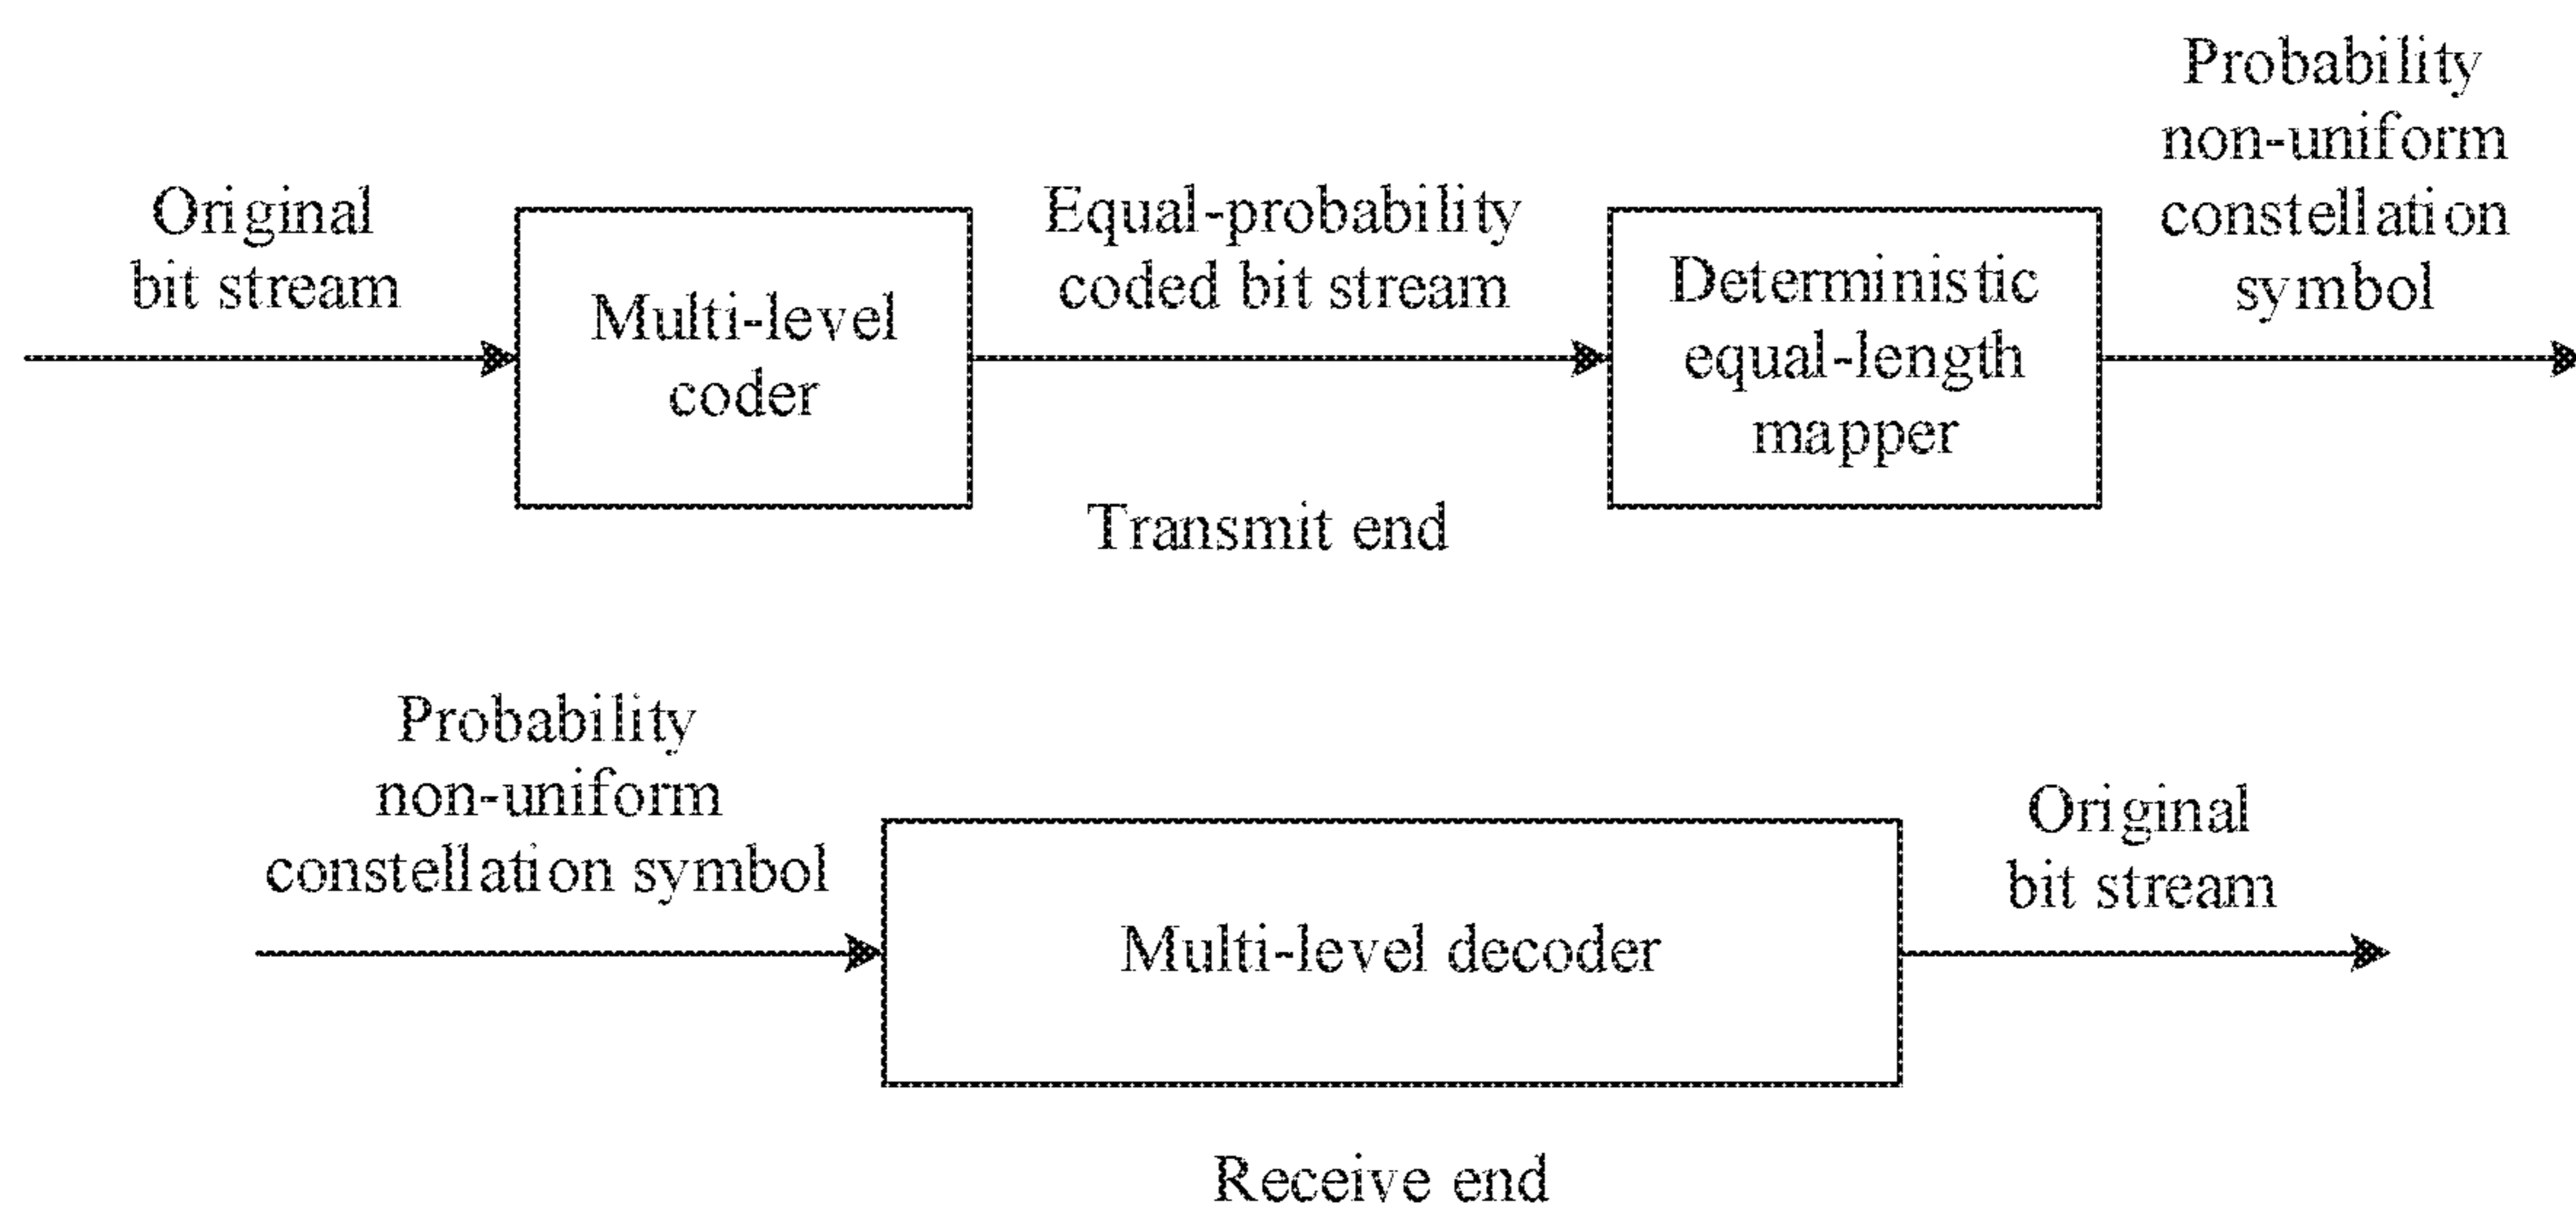 Original
bit stream
Multi-level
coder
Equal-probability
coded bit stream
Deterministic
equal-length
mapper
Probability
non-uniform
constellation
symbol
Transmit end
Probability
non-uniform
constellation symbol
Multi-level decoder
Original
bit stream
Receive end